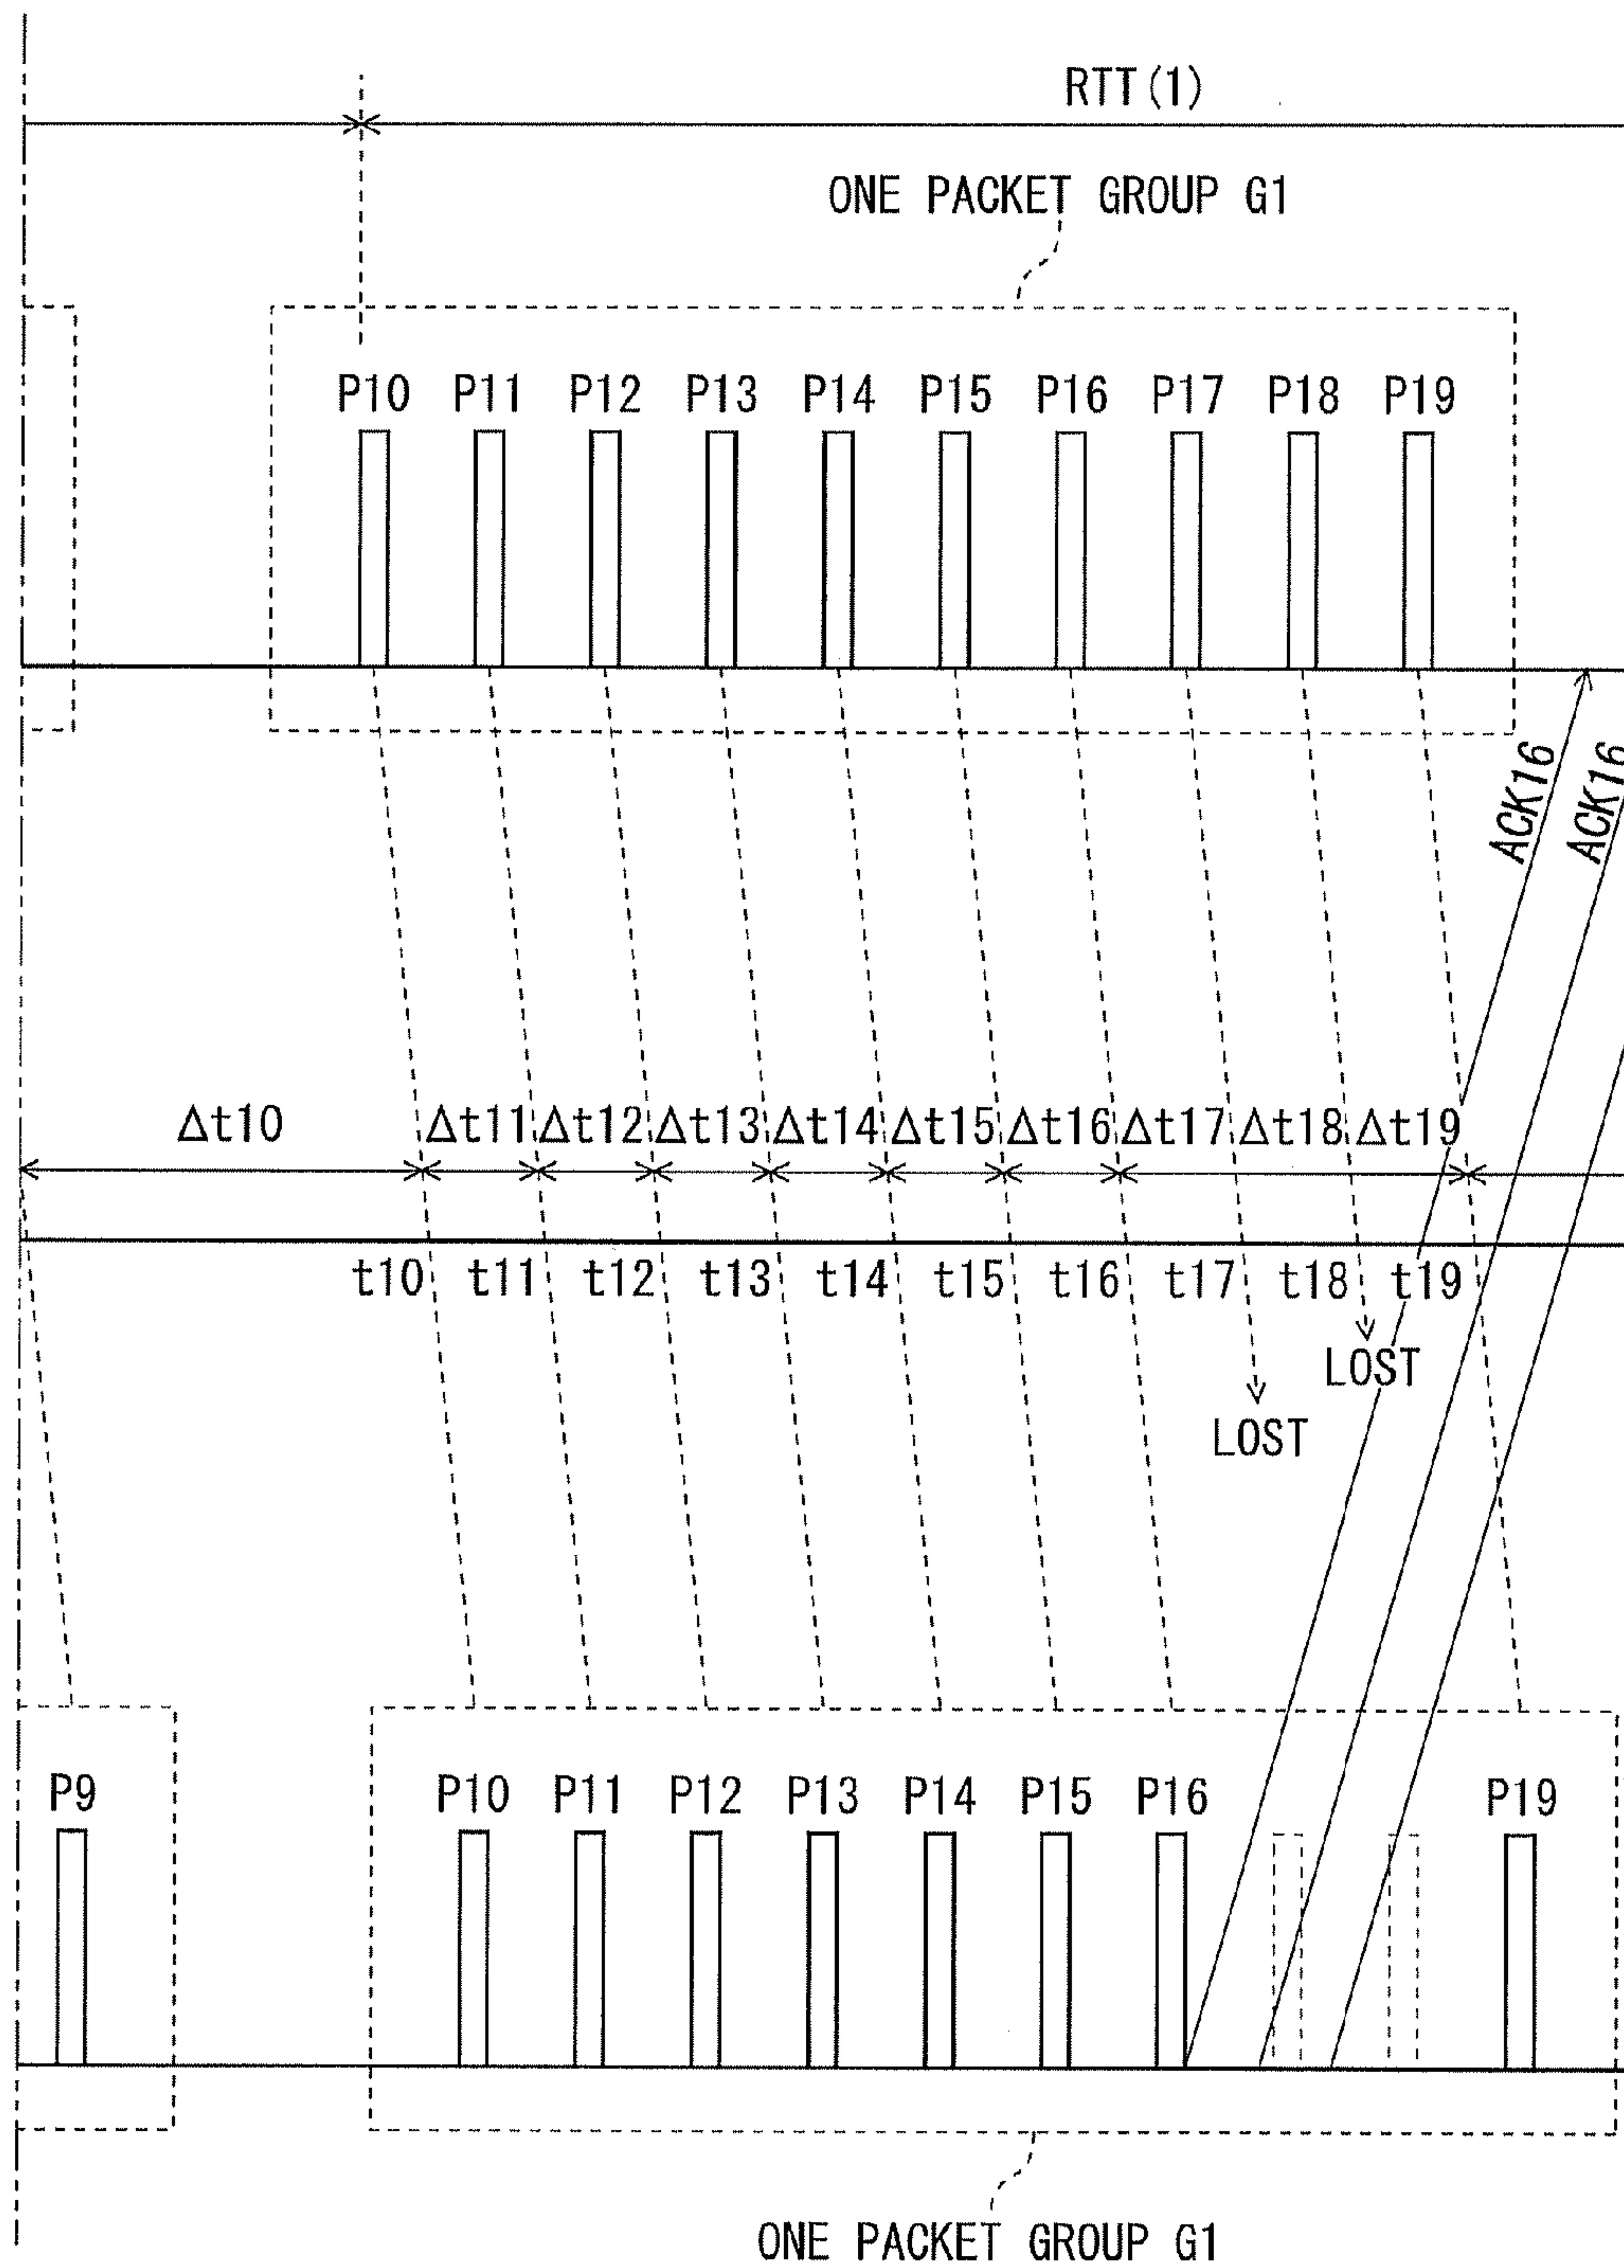 RTT(1)
ONE PACKET GROUP G1
P10 P11 P12 P13 P14 P15 P16 P17 P18 P19
ACK16 ACK16
Δt10 Δt11 Δt12 Δt13 Δt14 Δt15 Δt16 Δt17 Δt18 Δt19
t10 t11 t12 t13 t14 t15 t16 t17 t18 t19
LOST
LOST
P9 P10 P11 P12 P13 P14 P15 P16 P19
ONE PACKET GROUP G1